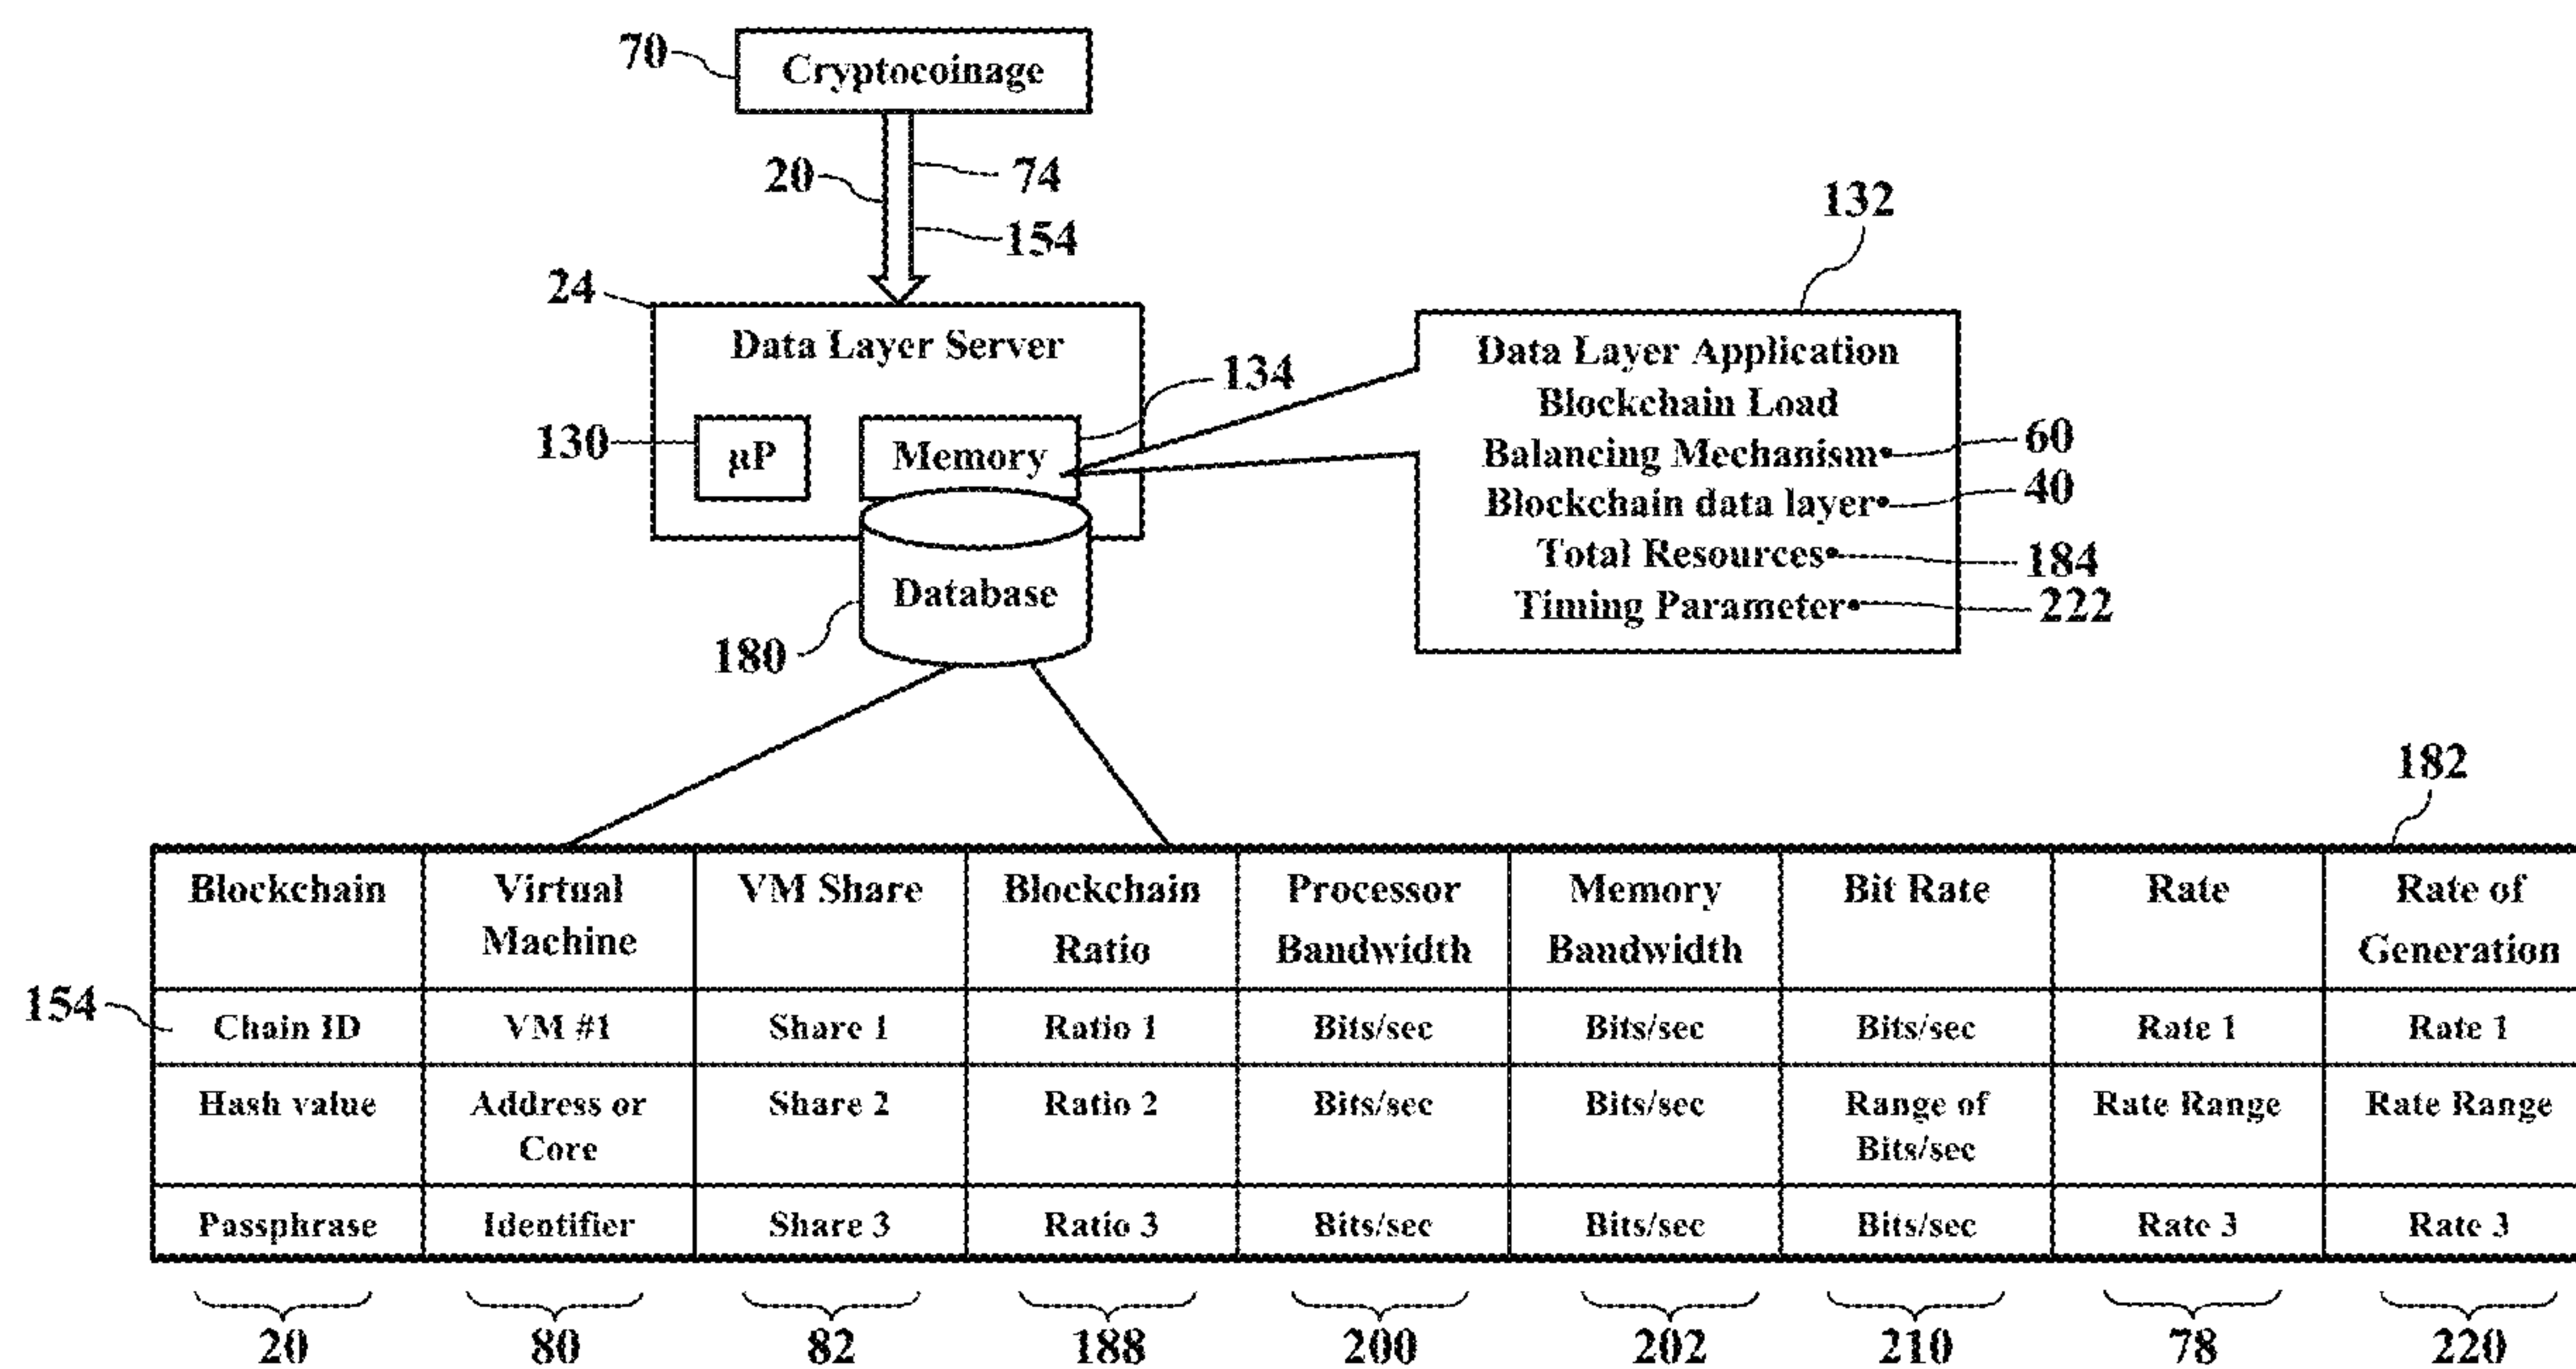 70
Cryptocoinage
20
74
154
24
Data Layer Server
134
130
μP
Memory
Database
180
132
Data Layer Application
Blockchain Load
Balancing Mechanism• 60
Blockchain data layer• 40
Total Resources• 184
Timing Parameter• 222
182
Blockchain Virtual Machine VM Share Blockchain Ratio Processor Bandwidth Memory Bandwidth Bit Rate Rate Rate of Generation
154 Chain ID VM #1 Share 1 Ratio 1 Bits/sec Bits/sec Bits/sec Rate 1 Rate 1
Hash value Address or Core Share 2 Ratio 2 Bits/sec Bits/sec Range of Bits/sec Rate Range Rate Range
Passphrase Identifier Share 3 Ratio 3 Bits/sec Bits/sec Bits/sec Rate 3 Rate 3
20 80 82 188 200 202 210 78 220